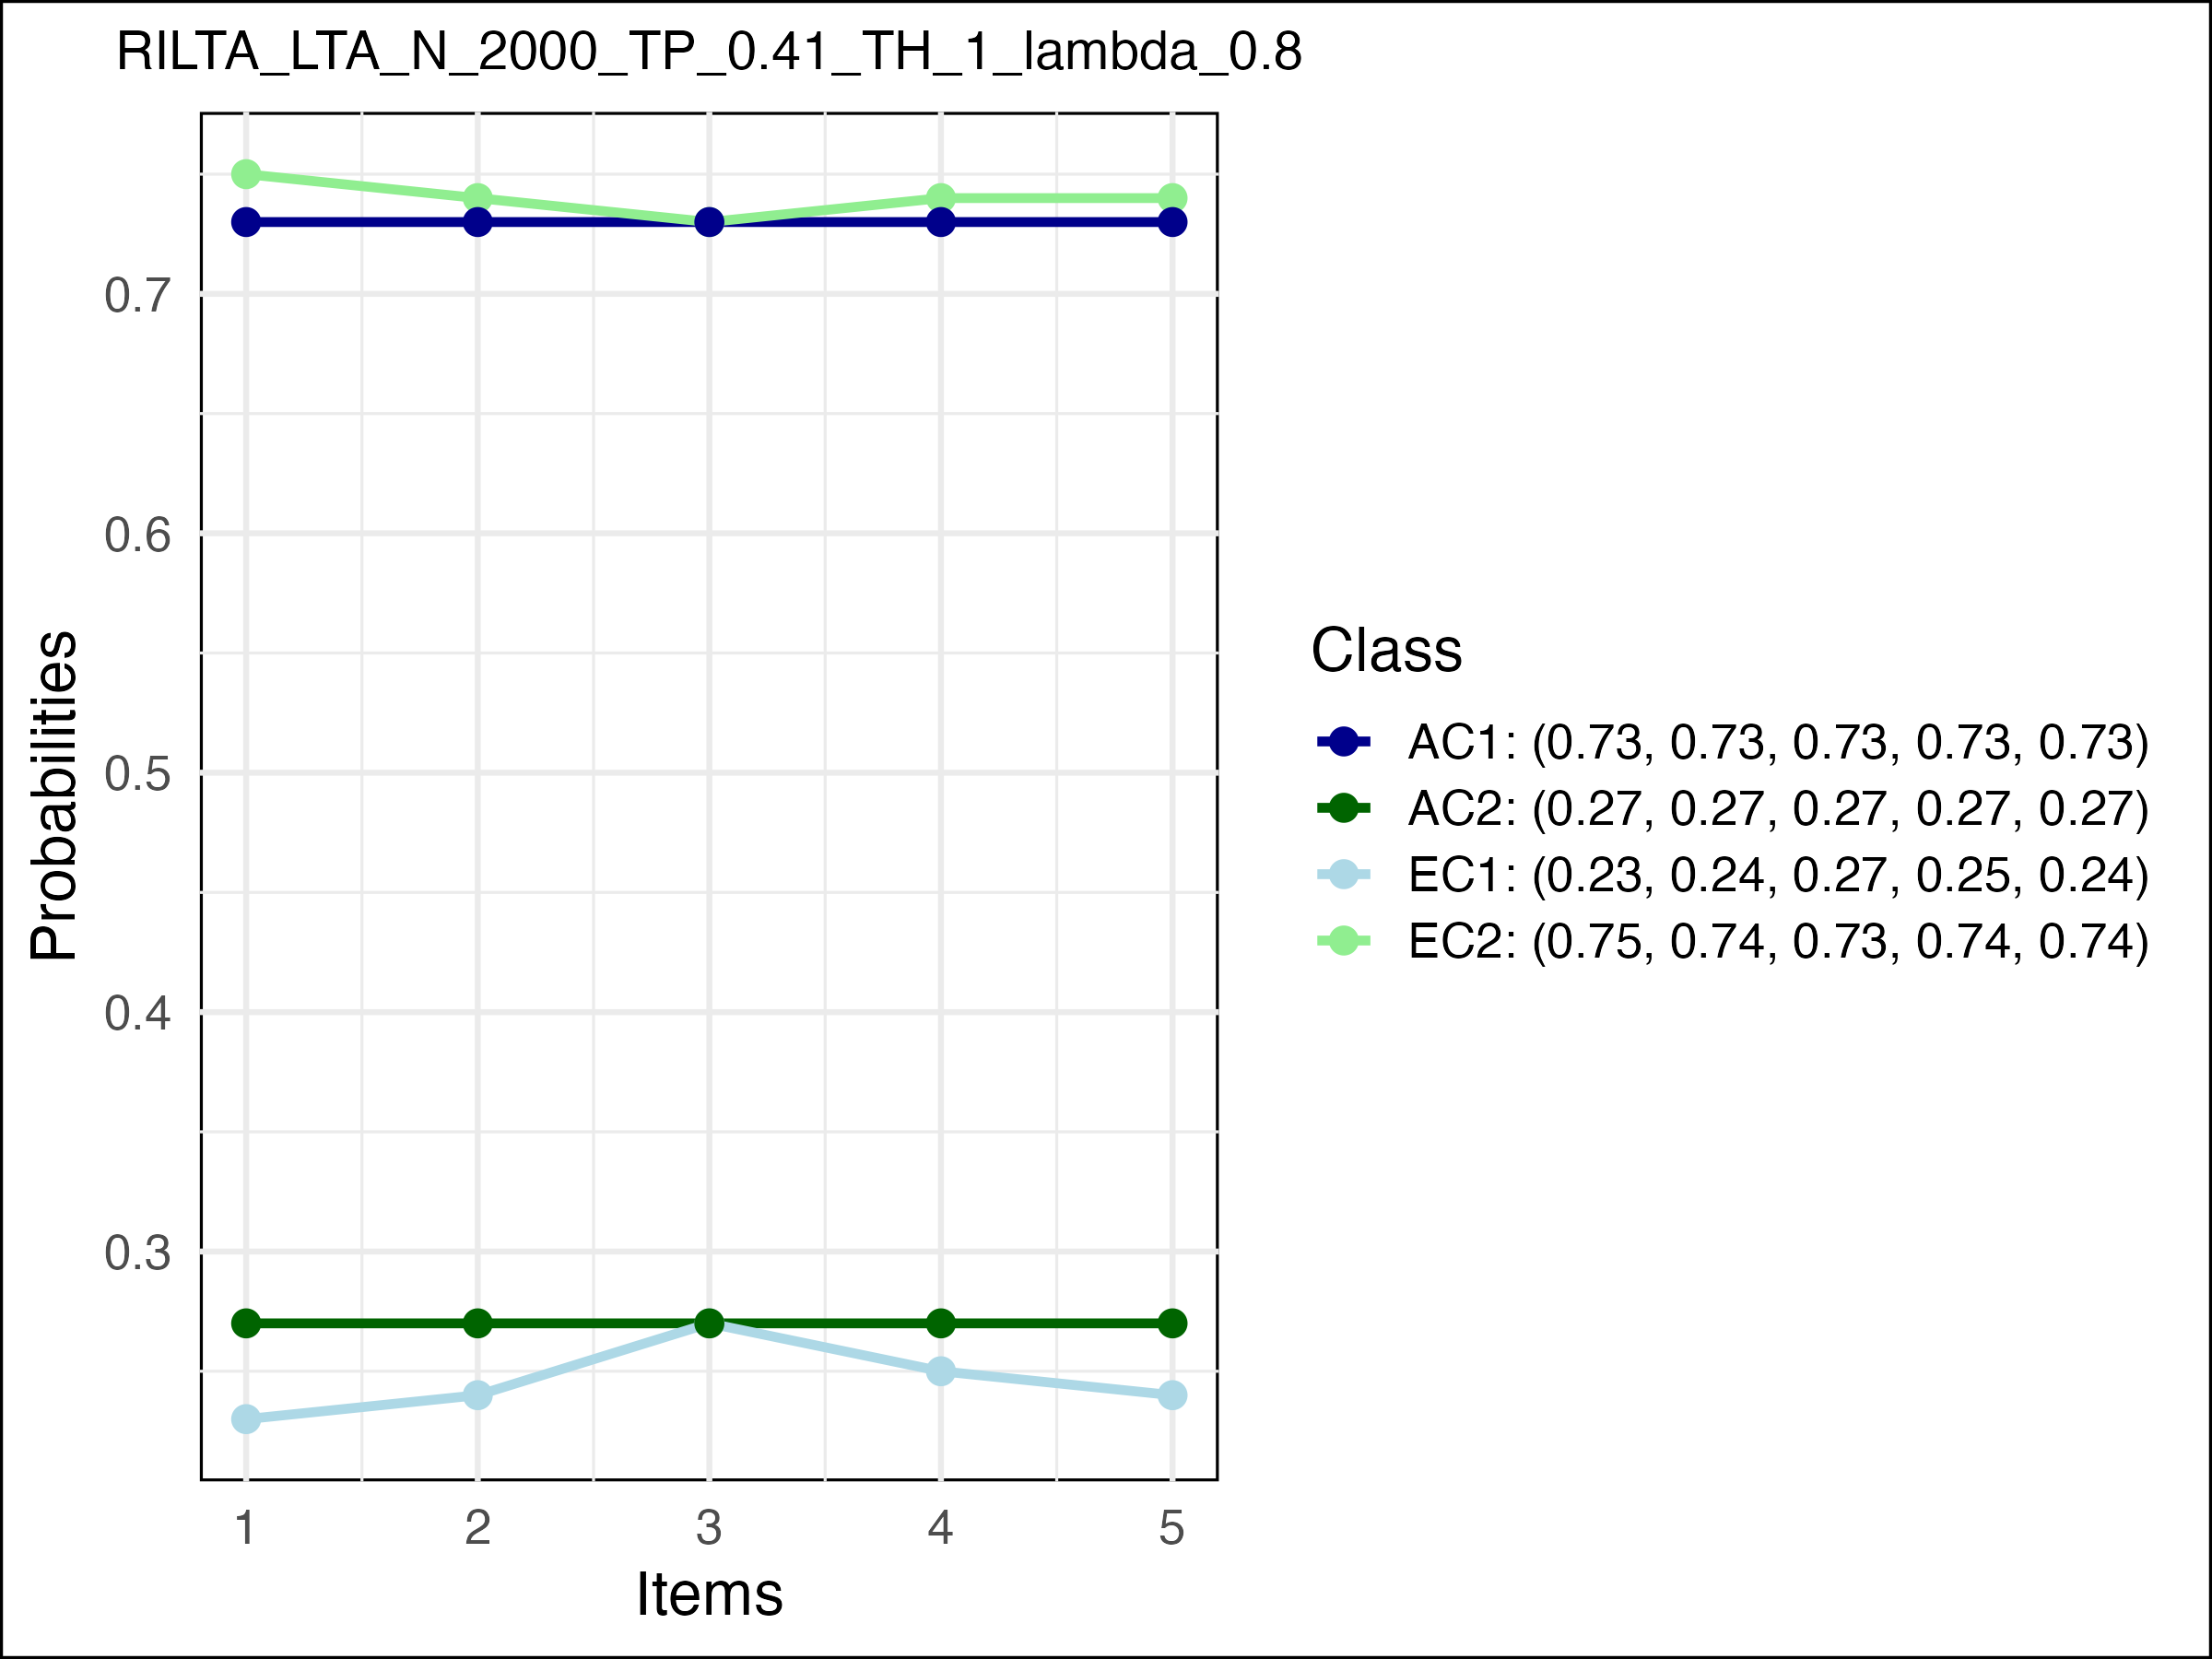 RILTA_LTA_N_2000_TP_0.41_TH_1_lambda_0.8
Probabilities
0.7
0.6
0.5
0.4
0.3
1 2 3 4 5
Items
Class
AC1: (0.73, 0.73, 0.73, 0.73, 0.73)
AC2: (0.27, 0.27, 0.27, 0.27, 0.27)
EC1: (0.23, 0.24, 0.27, 0.25, 0.24)
EC2: (0.75, 0.74, 0.73, 0.74, 0.74)